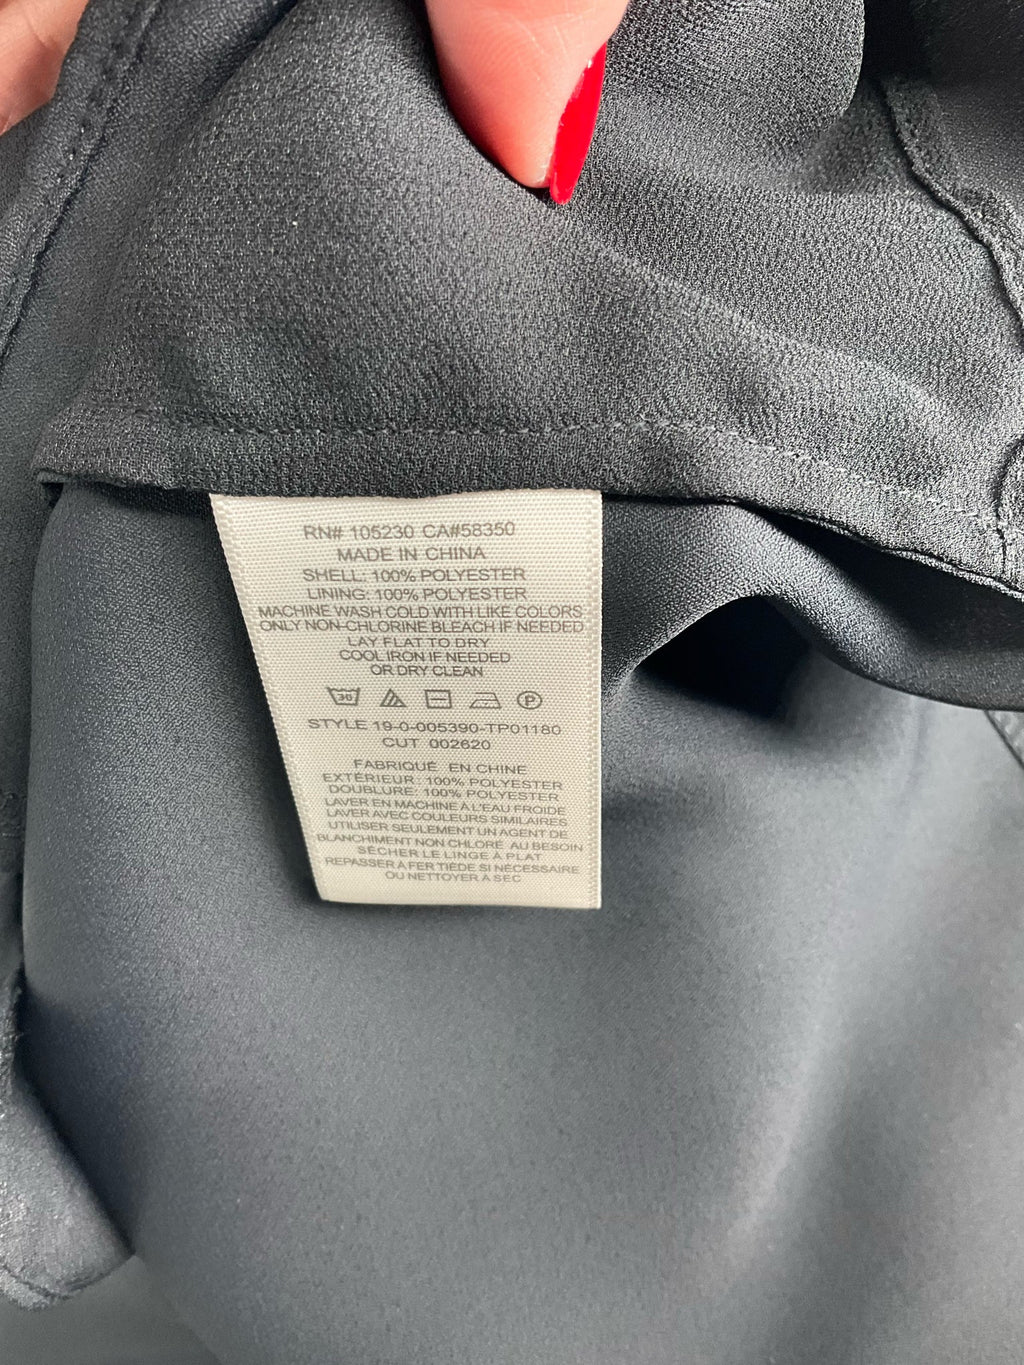 RN# 105230 CA#58350
MADE IN CHINA
SHELL: 100% POLYESTER
LINING: 100% POLYESTER
MACHINE WASH COLD WITH LIKE COLORS
ONLY NON-CHLORINE BLEACH IF NEEDED
LAY FLAT TO DRY
COOL IRON IF NEEDED
OR DRY CLEAN
30 P
STYLE 19-0-005390-TP01180
CUT 002620
FABRIQUÉ EN CHINE
EXTÉRIEUR: 100% POLYESTER
DOUBLURE: 100% POLYESTER
LAVER EN MACHINE À L'EAU FROIDE
LAVER AVEC COULEURS SIMILAIRES
UTILISER SEULEMENT UN AGENT DE
BLANCHIMENT NON CHLORÉ AU BESOIN
SÉCHER LE LINGE À PLAT
REPASSER À FER TIÈDE SI NÉCESSAIRE
OU NETTOYER A SEC